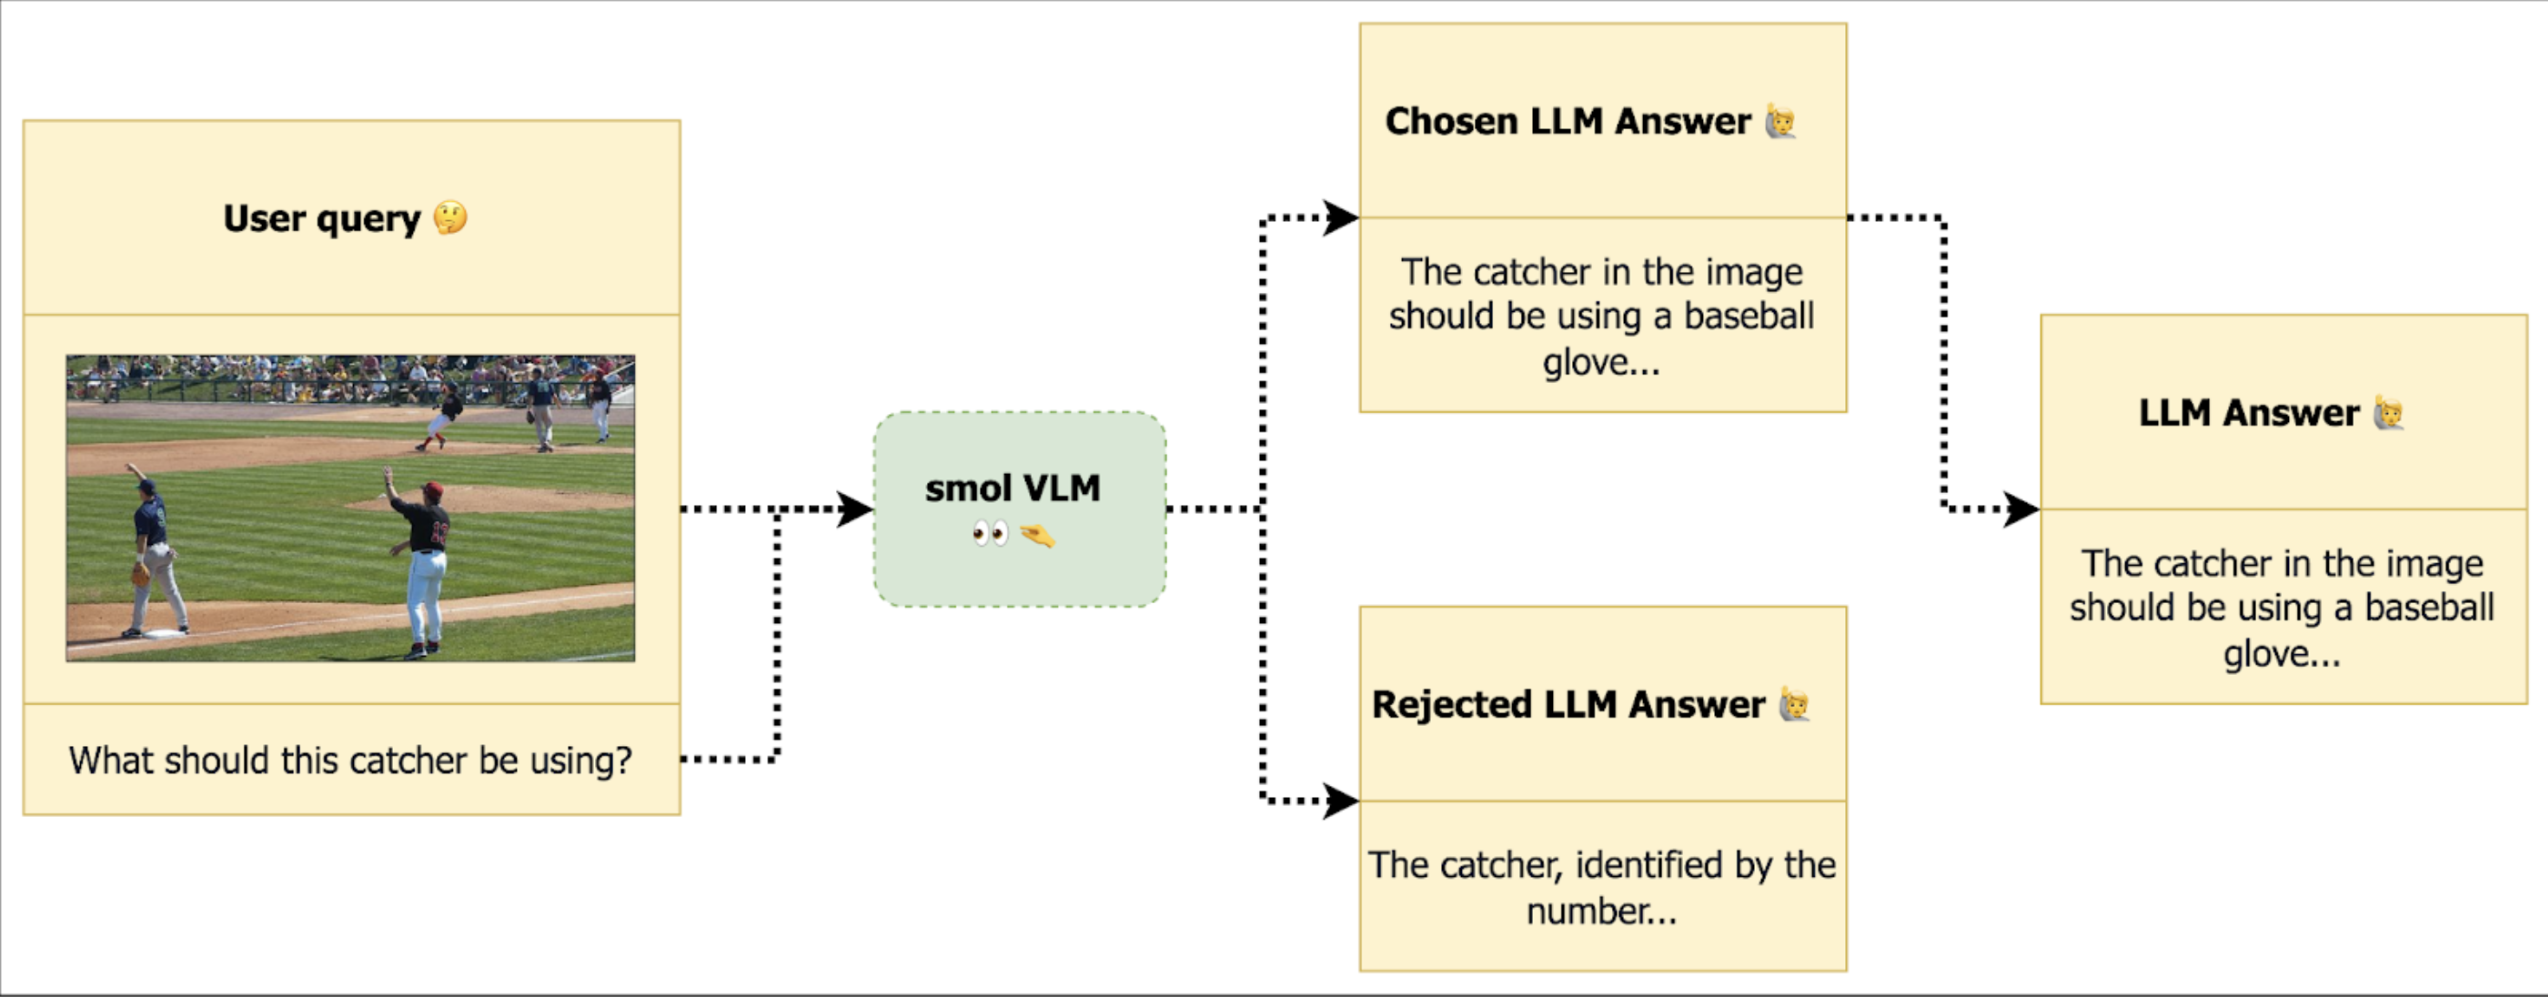 User query 🤔
What should this catcher be using?
smol VLM
👀 🫴
Chosen LLM Answer 🙋
The catcher in the image
should be using a baseball
glove...
Rejected LLM Answer 🙋
The catcher, identified by the
number...
LLM Answer 🙋
The catcher in the image
should be using a baseball
glove...